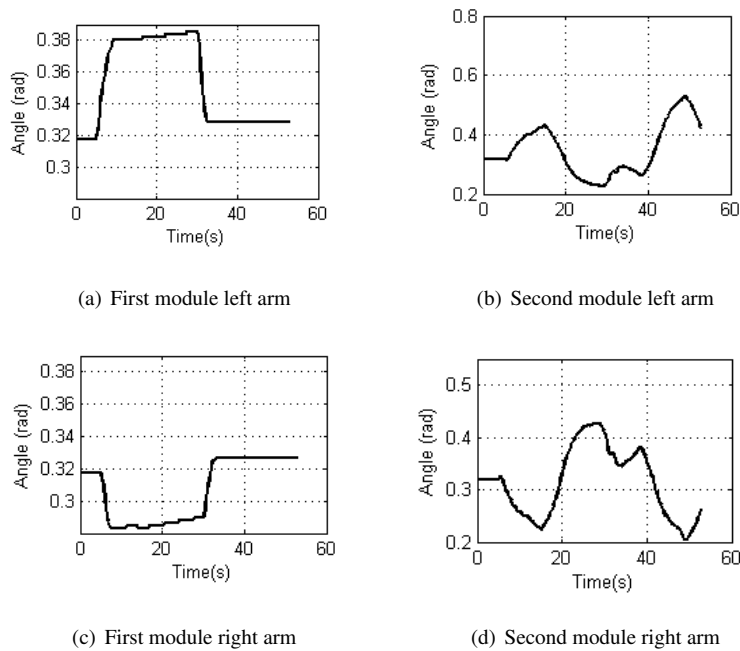 0.38
0.36
0.34
0.32
0.3
Angle (rad)
0 20 40 60
Time(s)
(a) First module left arm
0.8
0.6
0.4
0.2
Angle (rad)
0 20 40 60
Time(s)
(b) Second module left arm
0.38
0.36
0.34
0.32
0.3
Angle (rad)
0 20 40 60
Time(s)
(c) First module right arm
0.5
0.4
0.3
0.2
Angle (rad)
0 20 40 60
Time(s)
(d) Second module right arm